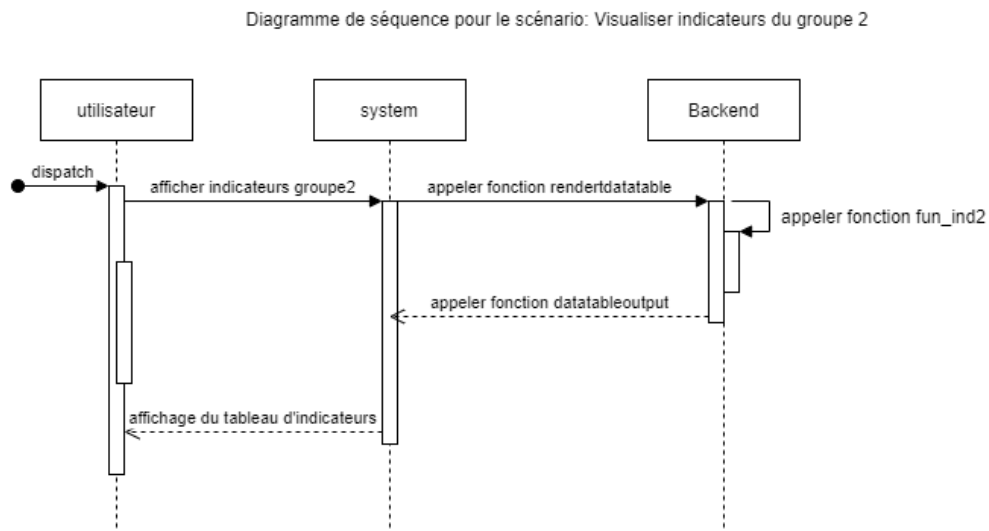 Diagramme de séquence pour le scénario: Visualiser indicateurs du groupe 2
utilisateur
system
Backend
dispatch
afficher indicateurs groupe2
appeler fonction rendertdatatable
appeler fonction fun_ind2
appeler fonction datatableoutput
affichage du tableau d'indicateurs